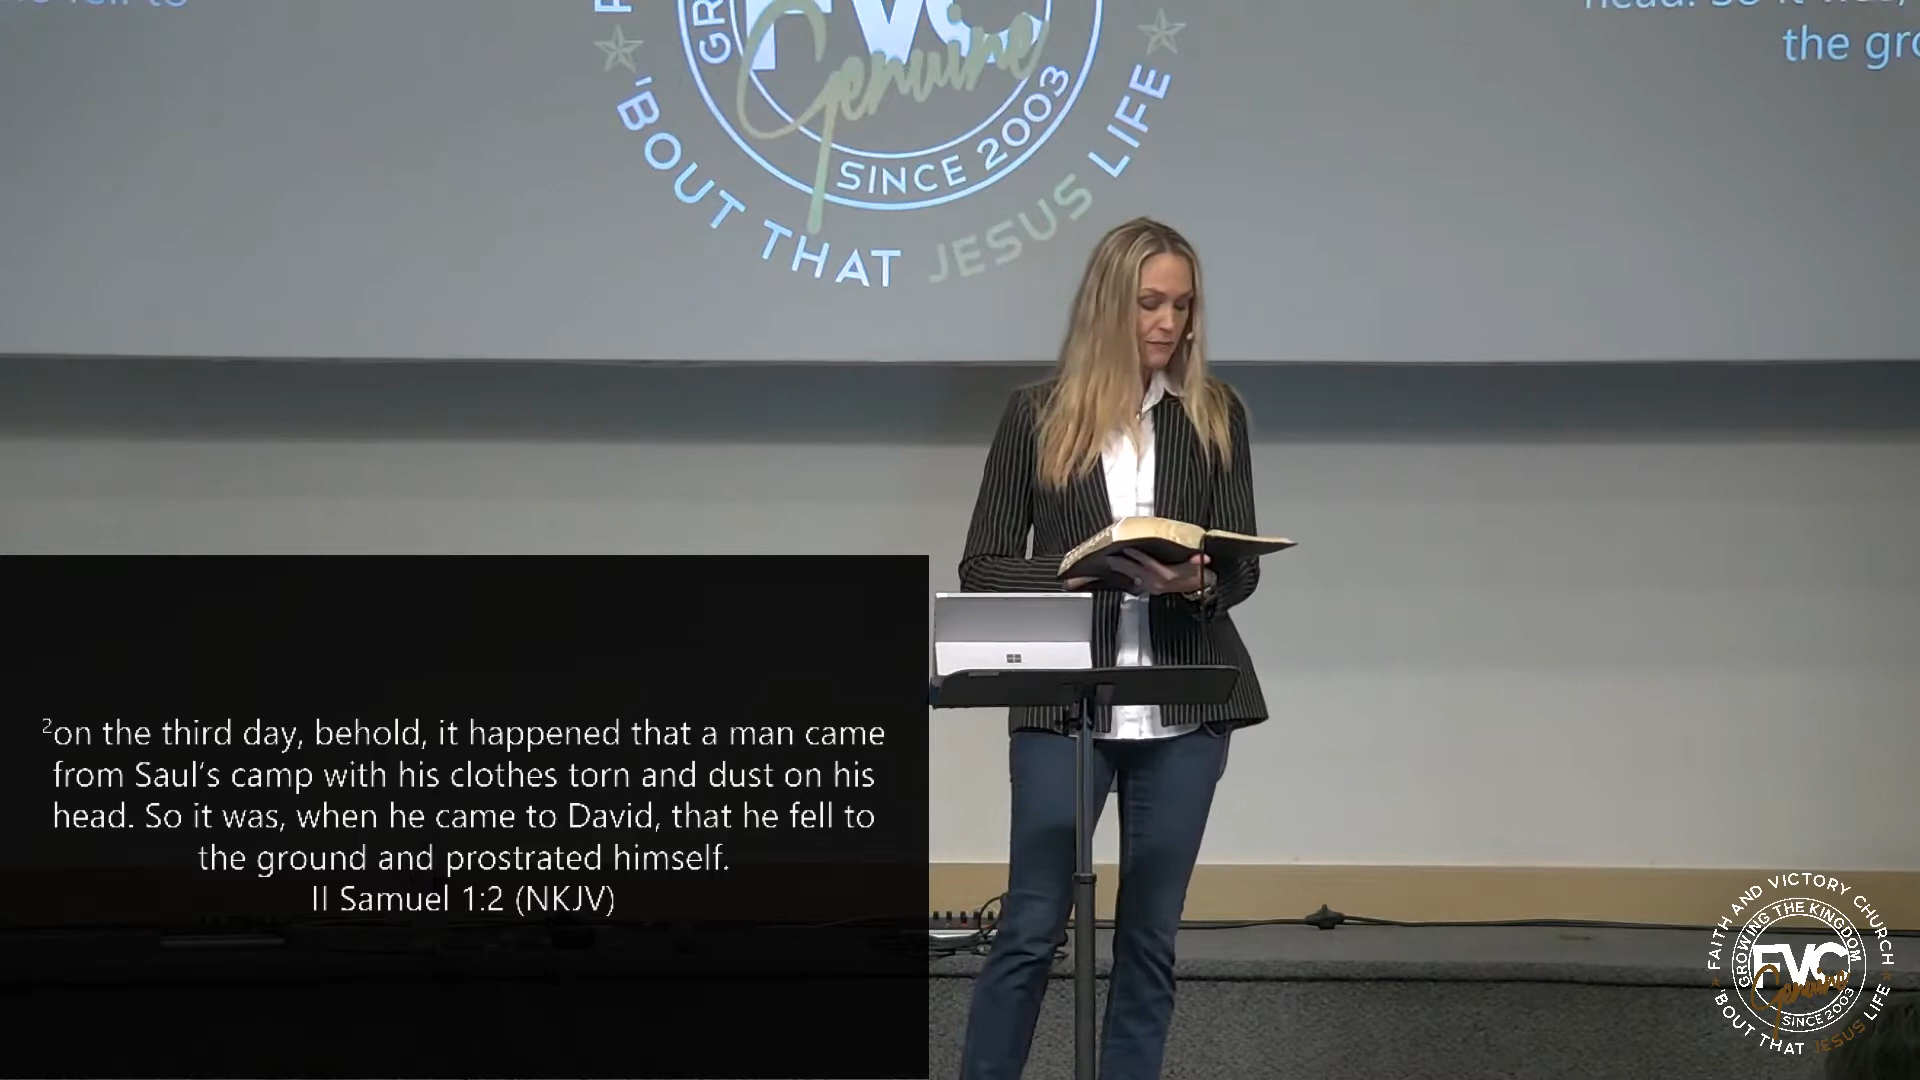 the gro
GR
FVC
Genuine
SINCE 2003
'BOUT THAT JESUS LIFE
²on the third day, behold, it happened that a man came
from Saul's camp with his clothes torn and dust on his
head. So it was, when he came to David, that he fell to
the ground and prostrated himself.
II Samuel 1:2 (NKJV)
FAITH AND VICTORY CHURCH
GROWING THE KINGDOM
FVC
Genuine
SINCE 2003
'BOUT THAT JESUS LIFE